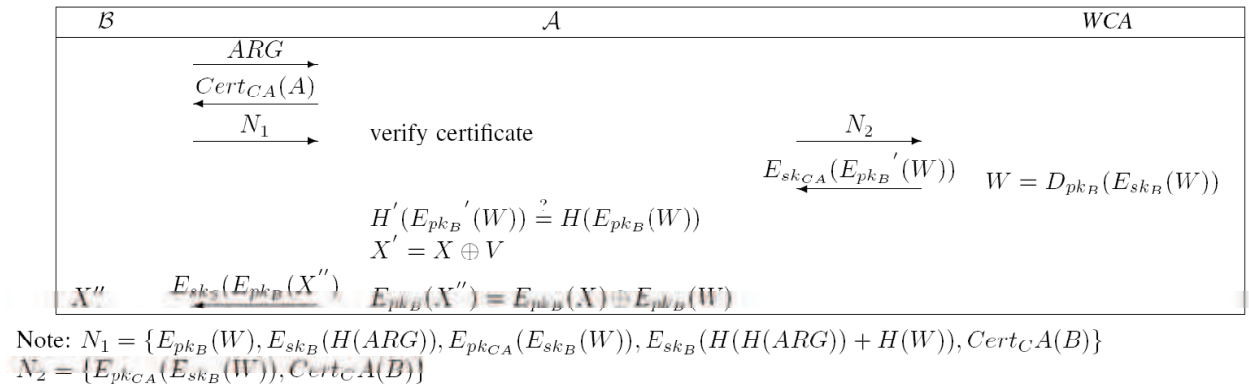 B A WCA
ARG
Cert_{CA}(A)
N_1 verify certificate N_2
E_{sk_{CA}}(E_{pk_B}'(W)) W = D_{pk_B}(E_{sk_B}(W))
H'(E_{pk_B}'(W)) ≟ H(E_{pk_B}(W))
X' = X ⊕ V
X'' (E_{pk_B}(X'') E_{pk_B}(X'') = E_{pk_B}(X) ⊕ E_{pk_B}(W)
Note: N_1 = {E_{pk_B}(W), E_{sk_B}(H(ARG)), E_{pk_{CA}}(E_{sk_B}(W)), E_{sk_B}(H(H(ARG)) + H(W)), Cert_CA(B)}
N_2 = {E_{pk_{CA}}(E_{sk_B}(W)), Cert_CA(B)}